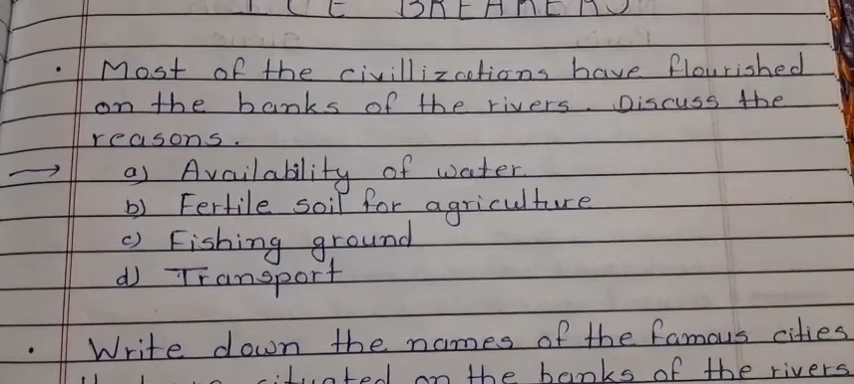 ICE BREAKERS
• Most of the civillizations have flourished
on the banks of the rivers. Discuss the
reasons.
→ a) Availability of water
b) Fertile soil for agriculture
c) Fishing ground
d) Transport
• Write down the names of the famous cities
situated on the banks of the rivers